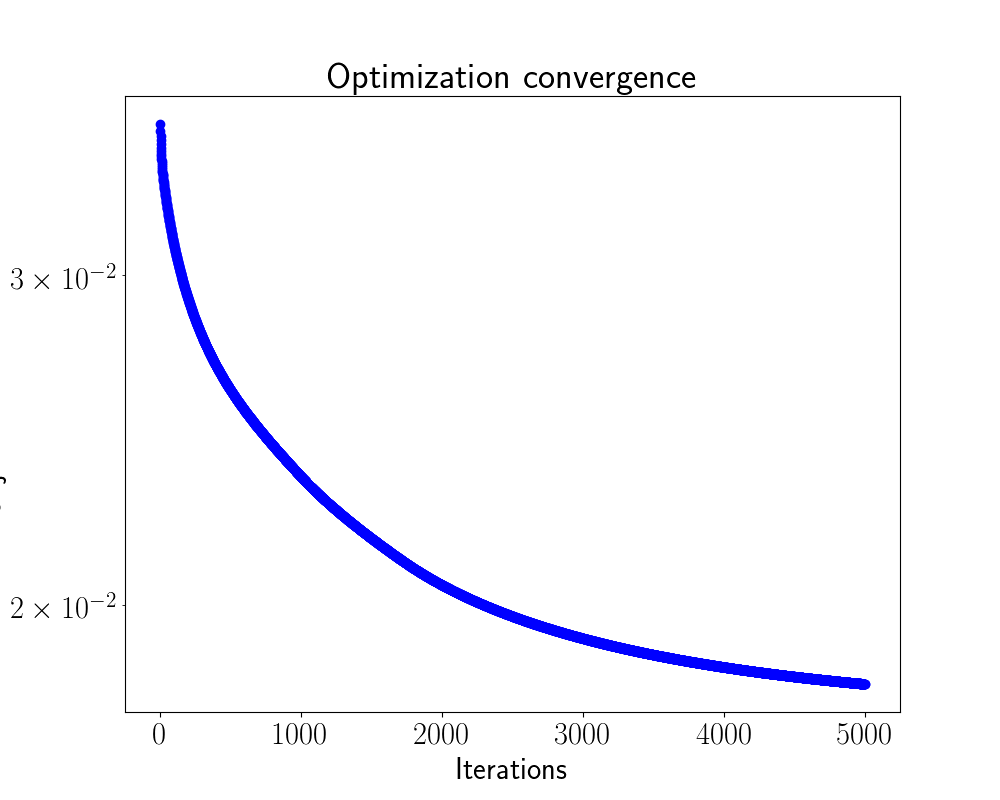 Optimization convergence
3 × 10⁻²
2 × 10⁻²
0 1000 2000 3000 4000 5000
Iterations